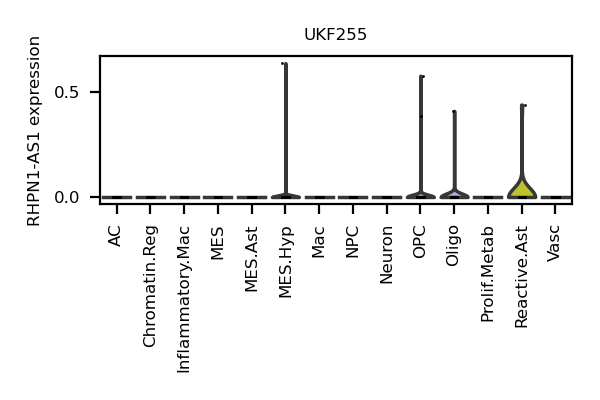 UKF255
RHPN1-AS1 expression
0.5
0.0
AC
Chromatin.Reg
Inflammatory.Mac
MES
MES.Ast
MES.Hyp
Mac
NPC
Neuron
OPC
Oligo
Prolif.Metab
Reactive.Ast
Vasc